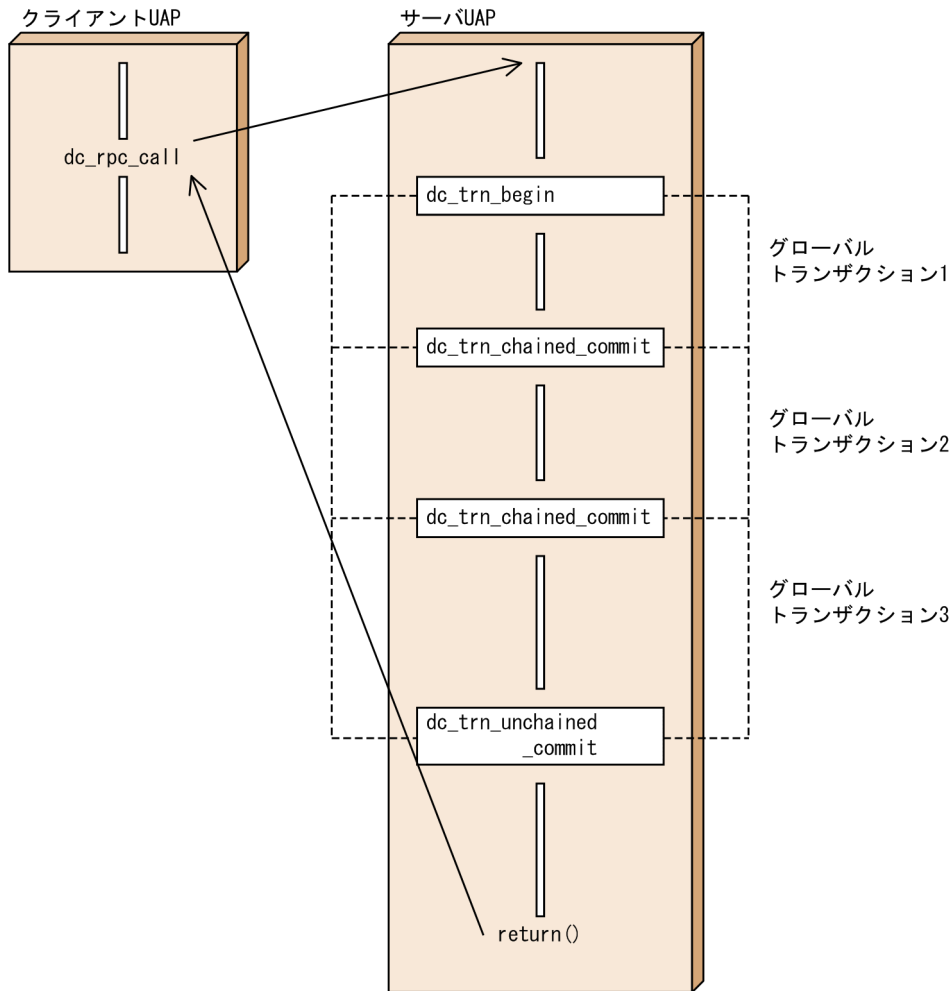 クライアントUAP
サーバUAP
dc_rpc_call
dc_trn_begin
グローバル
トランザクション1
dc_trn_chained_commit
グローバル
トランザクション2
dc_trn_chained_commit
グローバル
トランザクション3
dc_trn_unchained
_commit
return()